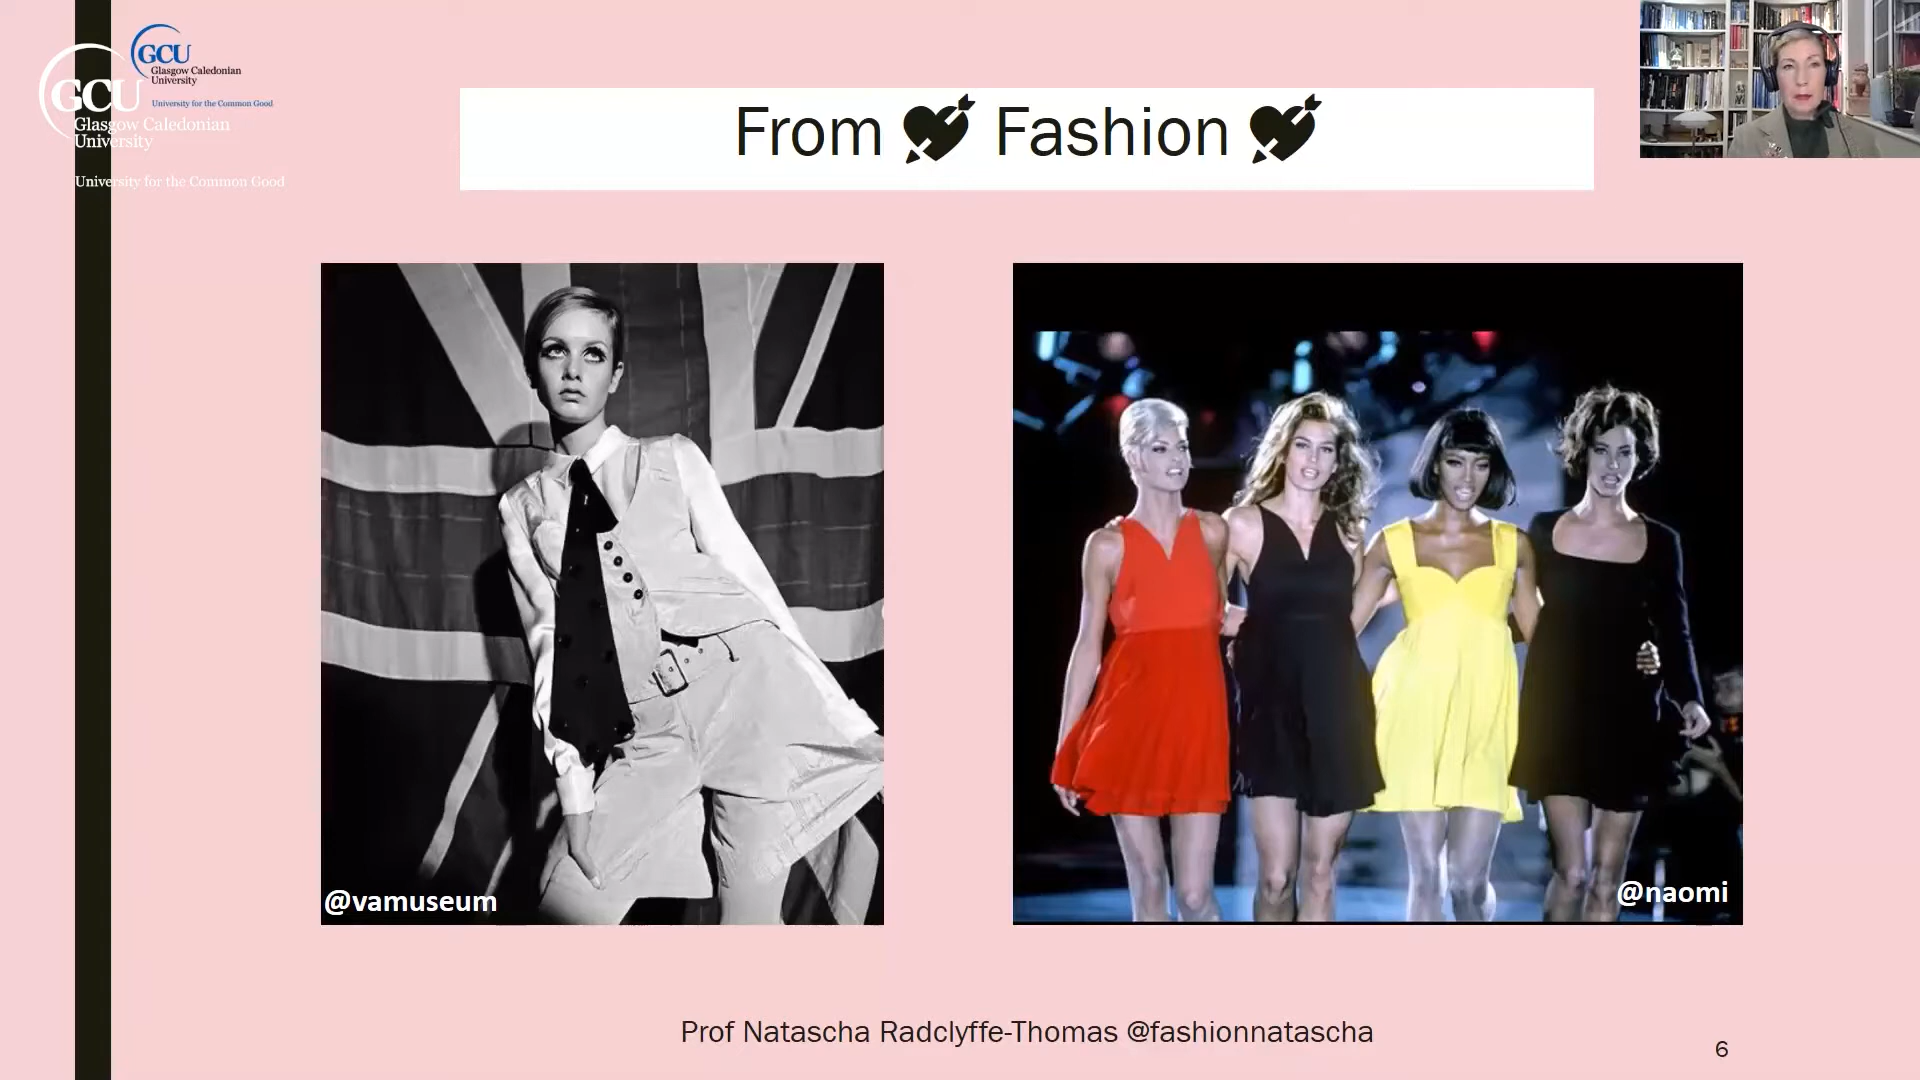 GCU
Glasgow Caledonian
University
University for the Common Good
GCU
Glasgow Caledonian
University
University for the Common Good
From 💘 Fashion 💘
@vamuseum
@naomi
Prof Natascha Radclyffe-Thomas @fashionnatascha
6